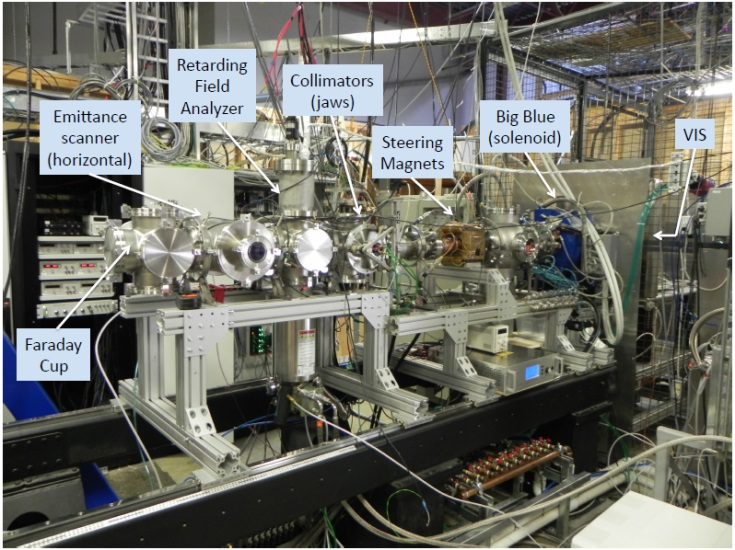 Retarding
Field
Analyzer
Collimators
(jaws)
Emittance
scanner
(horizontal)
Steering
Magnets
Big Blue
(solenoid)
VIS
Faraday
Cup